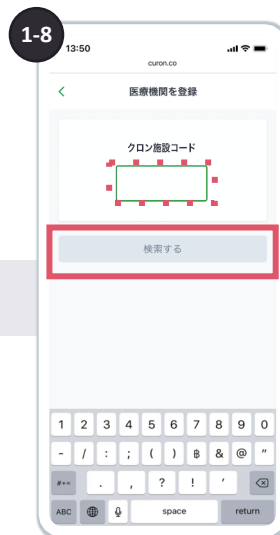 1-8
13:50
curon.co
医療機関を登録
クロン施設コード
検索する
1 2 3 4 5 6 7 8 9 0
- / : ; ( ) ฿ & @ "
#+= . , ? ! '
ABC space return